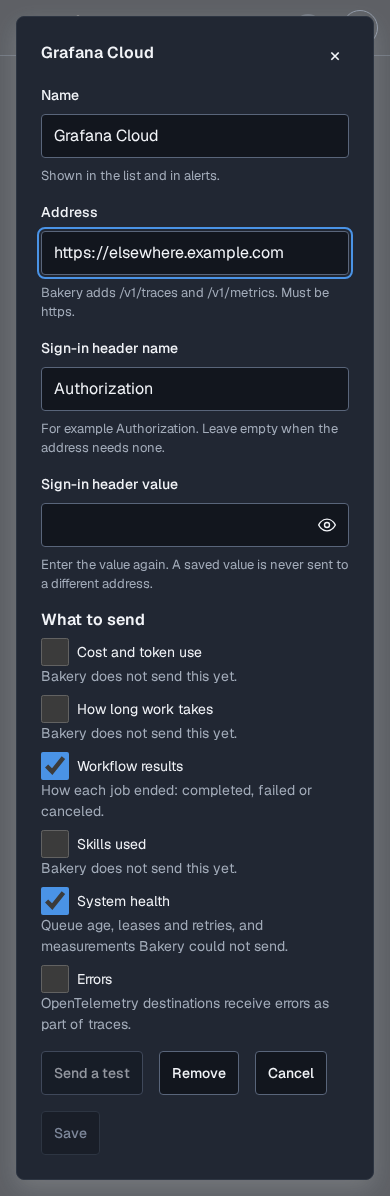 Grafana Cloud
Name
Grafana Cloud
Shown in the list and in alerts.
Address
https://elsewhere.example.com
Bakery adds /v1/traces and /v1/metrics. Must be
https.
Sign-in header name
Authorization
For example Authorization. Leave empty when the
address needs none.
Sign-in header value
Enter the value again. A saved value is never sent to
a different address.
What to send
Cost and token use
Bakery does not send this yet.
How long work takes
Bakery does not send this yet.
Workflow results
How each job ended: completed, failed or
canceled.
Skills used
Bakery does not send this yet.
System health
Queue age, leases and retries, and
measurements Bakery could not send.
Errors
OpenTelemetry destinations receive errors as
part of traces.
Send a test Remove Cancel
Save